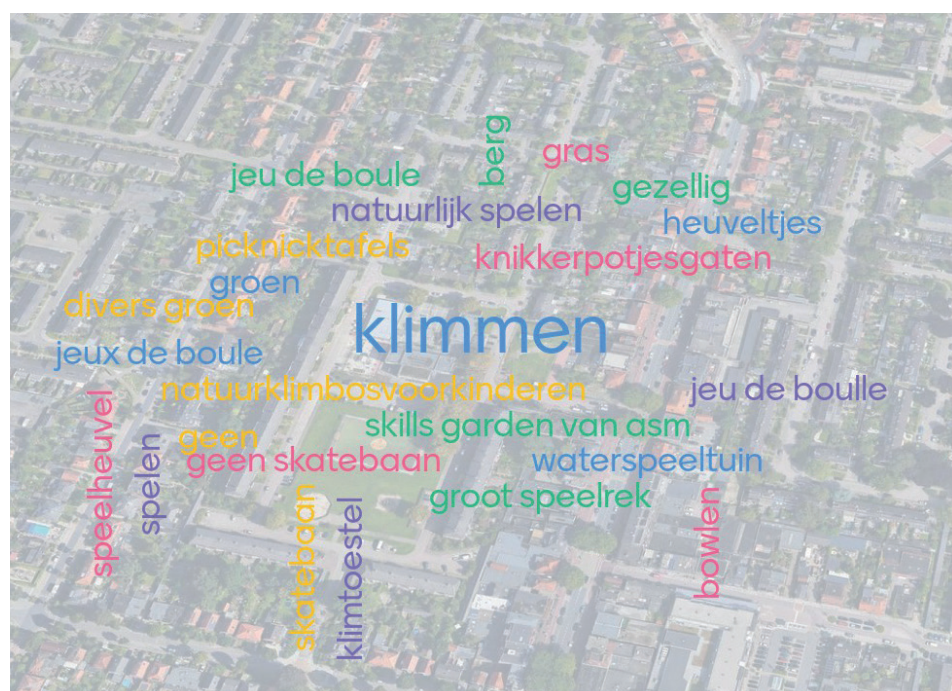 berg
gras
jeu de boule
gezellig
natuurlijk spelen
heuveltjes
picknicktafels
knikkerpotjesgaten
groen
divers groen
klimmen
jeux de boule
natuurklimbosvoorkinderen
jeu de boulle
skills garden van asm
geen
geen skatebaan
waterspeeltuin
speelheuvel
spelen
groot speelrek
skatebaan
klimtoestel
bowlen